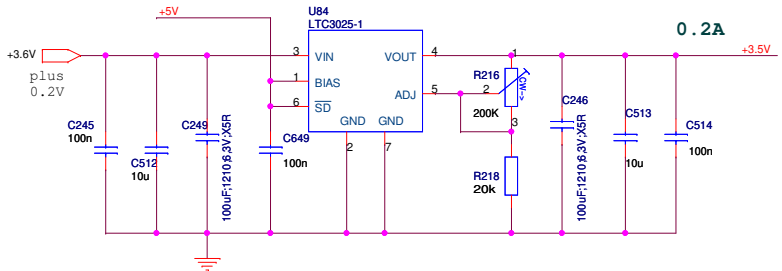 U84
LTC3025-1
+5V
0.2A
+3.6V
3
VIN
VOUT
4
1
+3.5V
plus
0.2V
1
BIAS
R216
CW->
ADJ
5
2
200K
6
SD
C245
100n
C512
10u
C249
100uF;1210;6.3V;X5R
C649
100n
GND
GND
2
7
3
R218
20k
C246
100uF;1210;6.3V;X5R
C513
10u
C514
100n